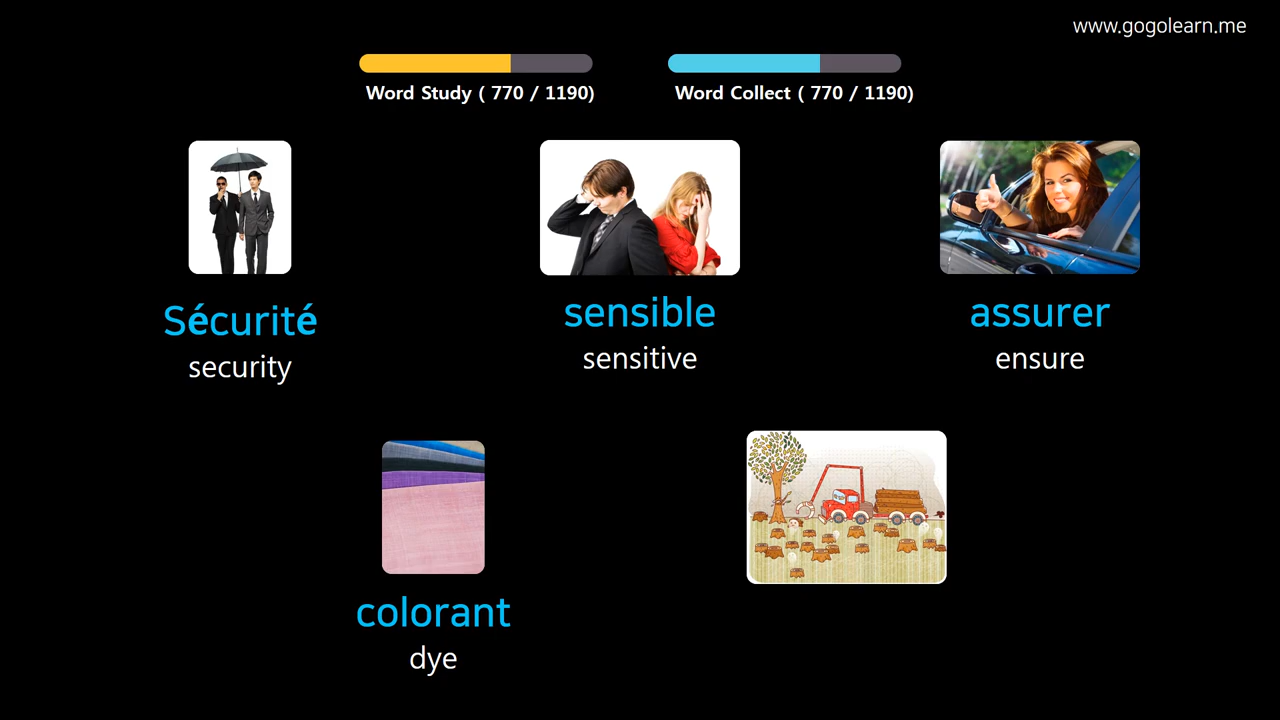 www.gogolearn.me
Word Study ( 770 / 1190)
Word Collect ( 770 / 1190)
Sécurité
security
sensible
sensitive
assurer
ensure
colorant
dye